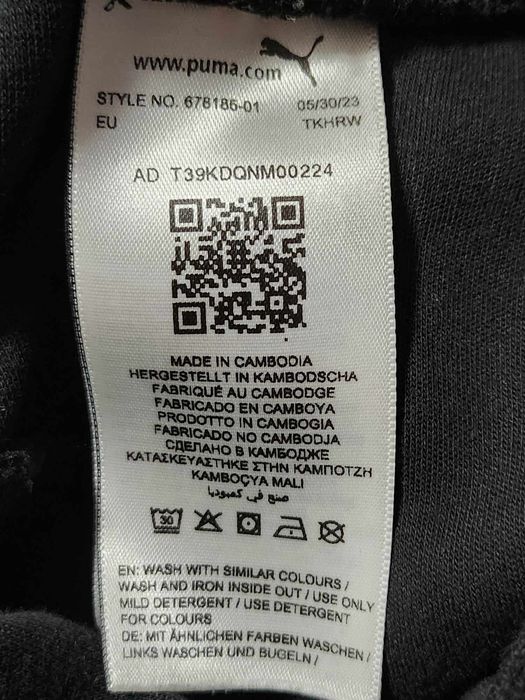 www.puma.com
STYLE NO. 678186-01 05/30/23
EU TKHRW
AD T39KDQNM00224
MADE IN CAMBODIA
HERGESTELLT IN KAMBODSCHA
FABRIQUÉ AU CAMBODGE
FABRICADO EN CAMBOYA
PRODOTTO IN CAMBOGIA
FABRICADO NO CAMBODJA
СДЕЛАНО В КАМБОДЖЕ
ΚΑΤΑΣΚΕΥΑΣΤΗΚΕ ΣΤΗΝ ΚΑΜΠΟΤΖΗ
KAMBOÇYA MALI
صنع في كمبوديا
30
EN: WASH WITH SIMILAR COLOURS /
WASH AND IRON INSIDE OUT / USE ONLY
MILD DETERGENT / USE DETERGENT
FOR COLOURS
DE: MIT ÄHNLICHEN FARBEN WASCHEN /
LINKS WASCHEN UND BUGELN /